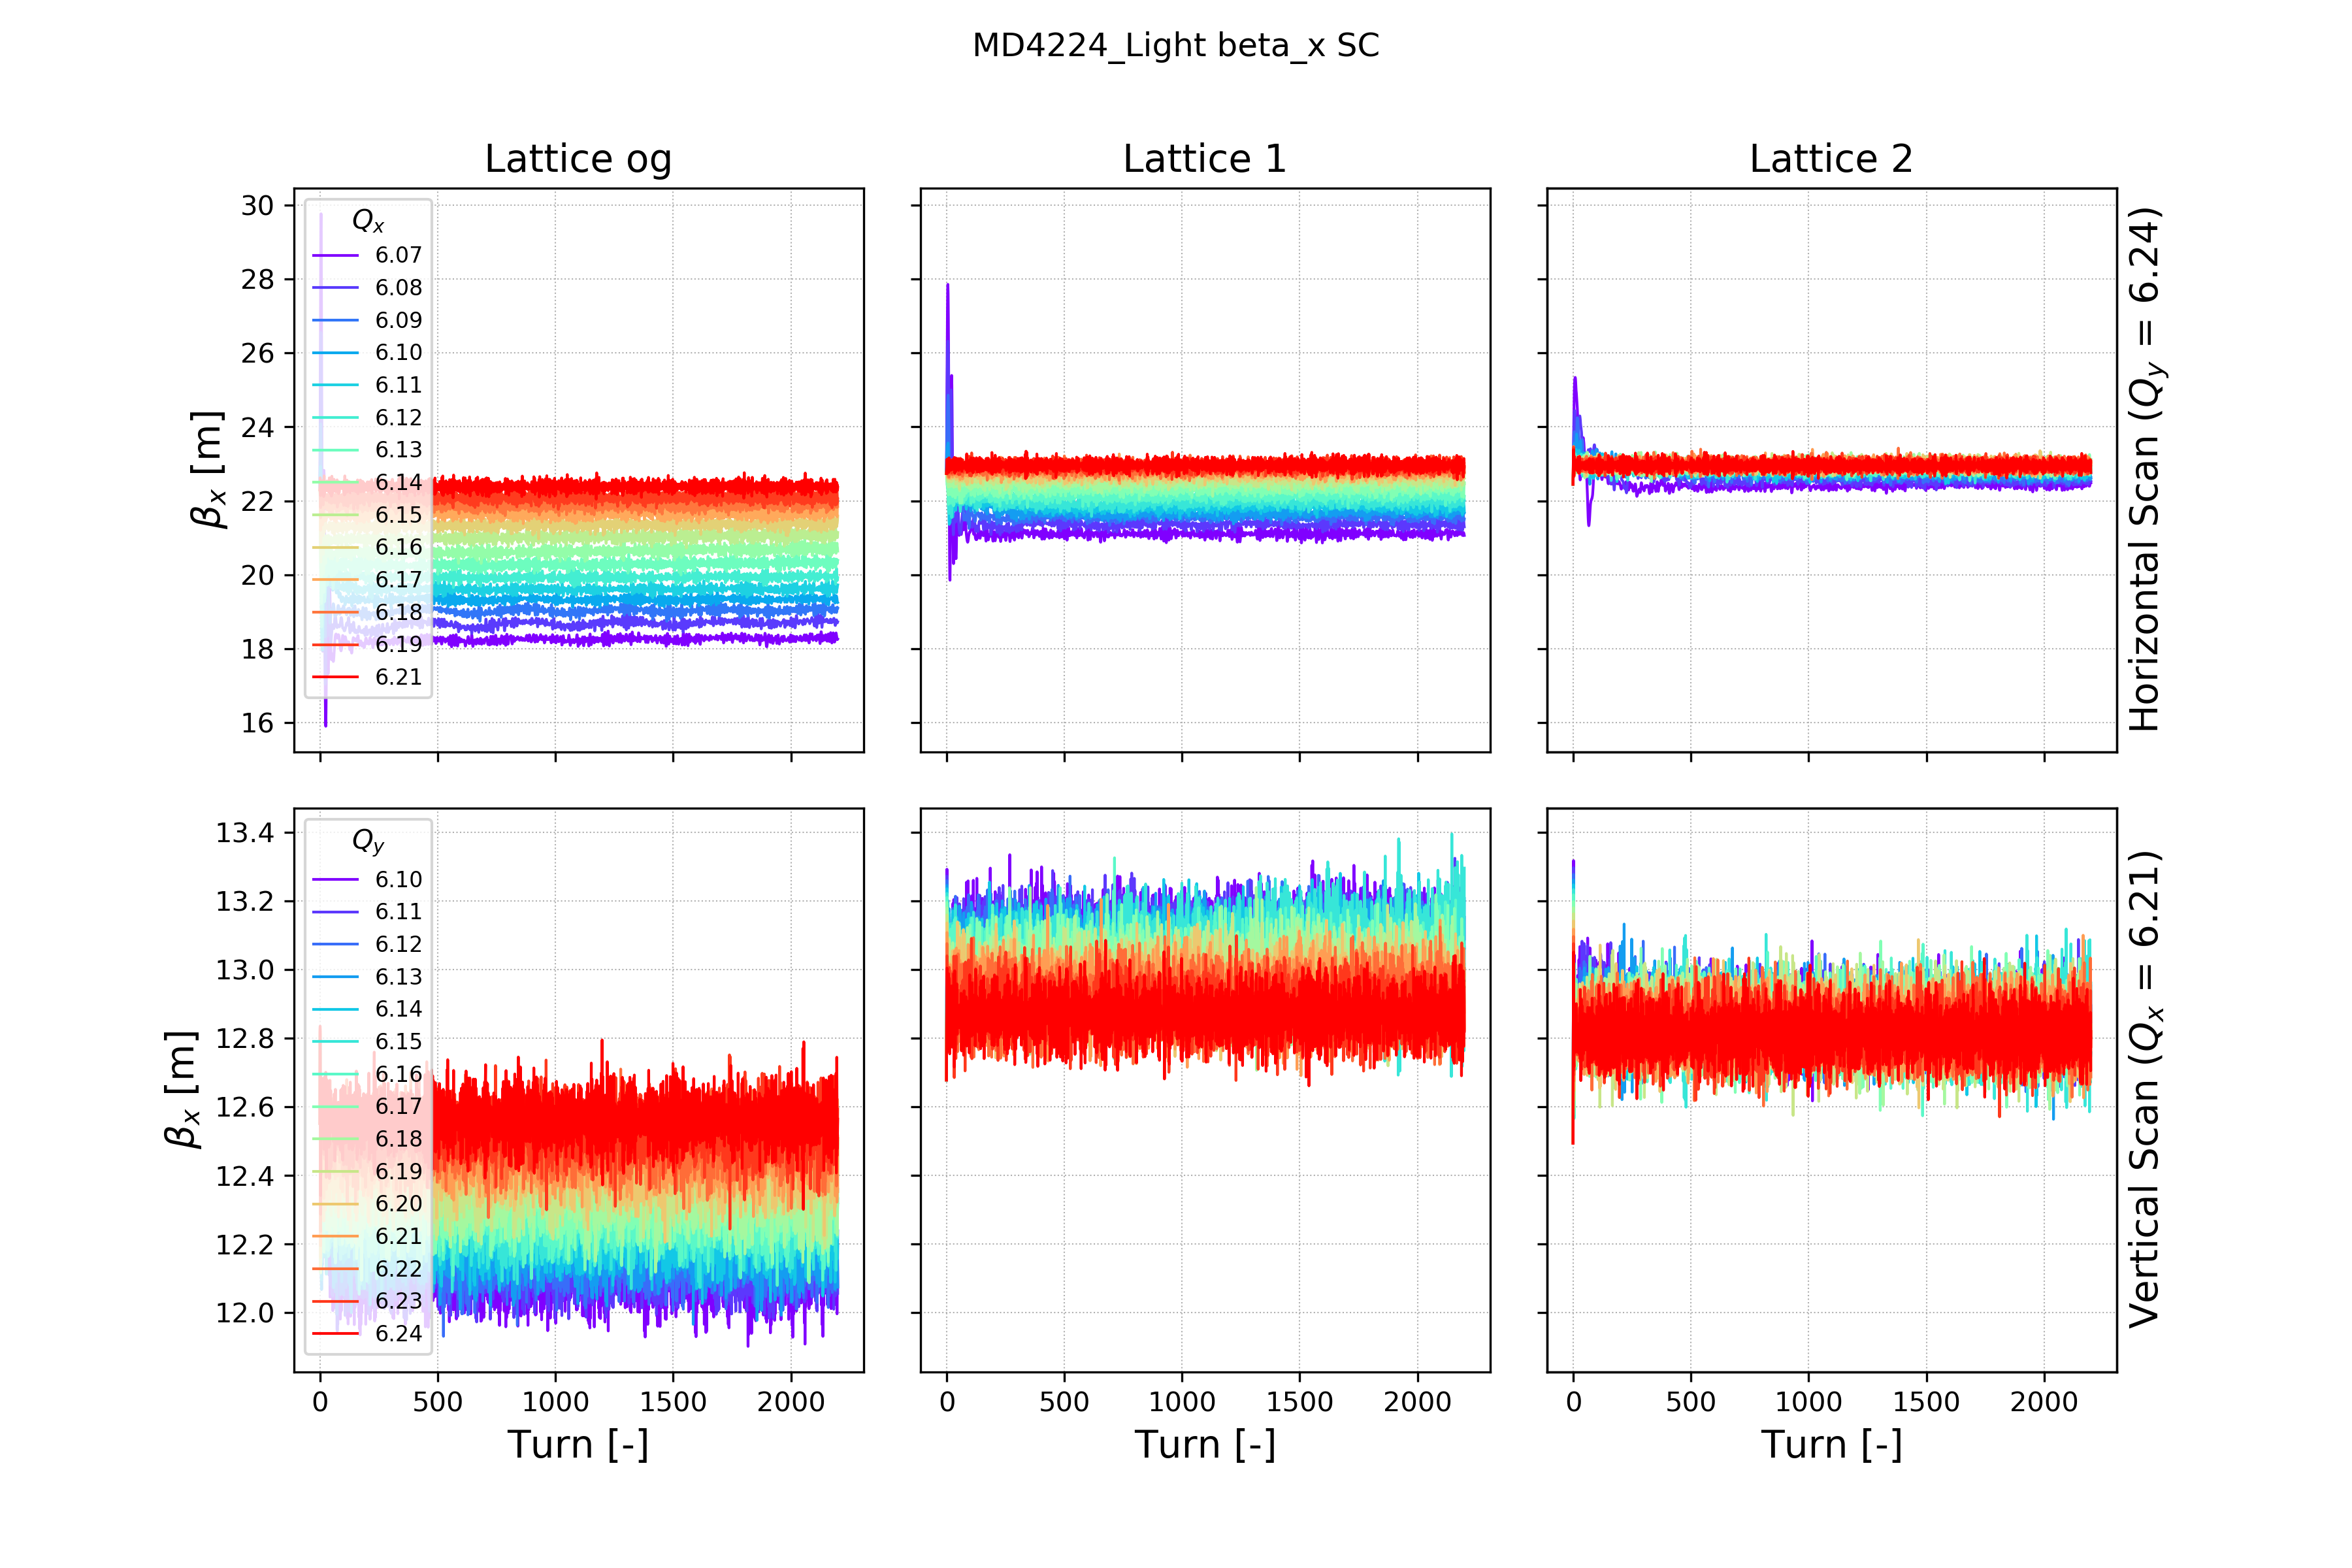 MD4224_Light beta_x SC
Lattice og
Lattice 1
Lattice 2
βx [m]
30
28
26
24
22
20
18
16
Qx
6.07
6.08
6.09
6.10
6.11
6.12
6.13
6.14
6.15
6.16
6.17
6.18
6.19
6.21
Horizontal Scan (Qy = 6.24)
βx [m]
13.4
13.2
13.0
12.8
12.6
12.4
12.2
12.0
Qy
6.10
6.11
6.12
6.13
6.14
6.15
6.16
6.17
6.18
6.19
6.20
6.21
6.22
6.23
6.24
Vertical Scan (Qx = 6.21)
0 500 1000 1500 2000
0 500 1000 1500 2000
0 500 1000 1500 2000
Turn [-]
Turn [-]
Turn [-]